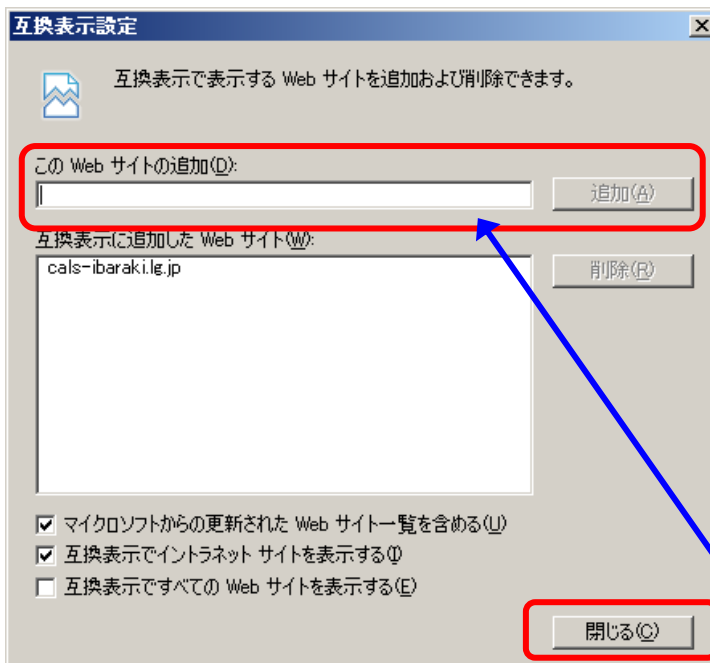 互換表示設定
互換表示で表示する Web サイトを追加および削除できます。
この Web サイトの追加(D):
追加(A)
互換表示に追加した Web サイト(W):
cals-ibaraki.lg.jp
削除(R)
マイクロソフトからの更新された Web サイト一覧を含める(U)
互換表示でイントラネット サイトを表示する(I)
互換表示ですべての Web サイトを表示する(E)
閉じる(C)